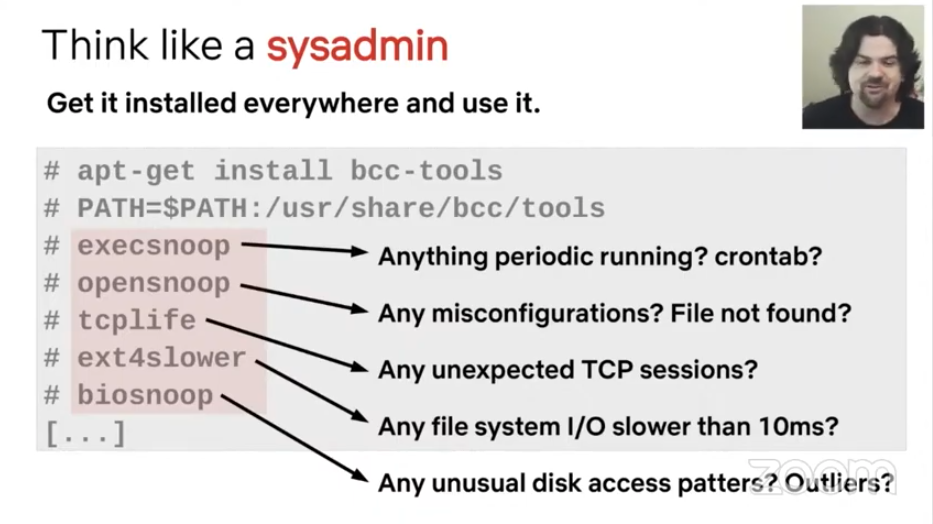 Think like a sysadmin
Get it installed everywhere and use it.
# apt-get install bcc-tools
# PATH=$PATH:/usr/share/bcc/tools
# execsnoop
Anything periodic running? crontab?
# opensnoop
Any misconfigurations? File not found?
# tcplife
Any unexpected TCP sessions?
# ext4slower
Any file system I/O slower than 10ms?
# biosnoop
Any unusual disk access patters? Outliers?
[...]
zoom